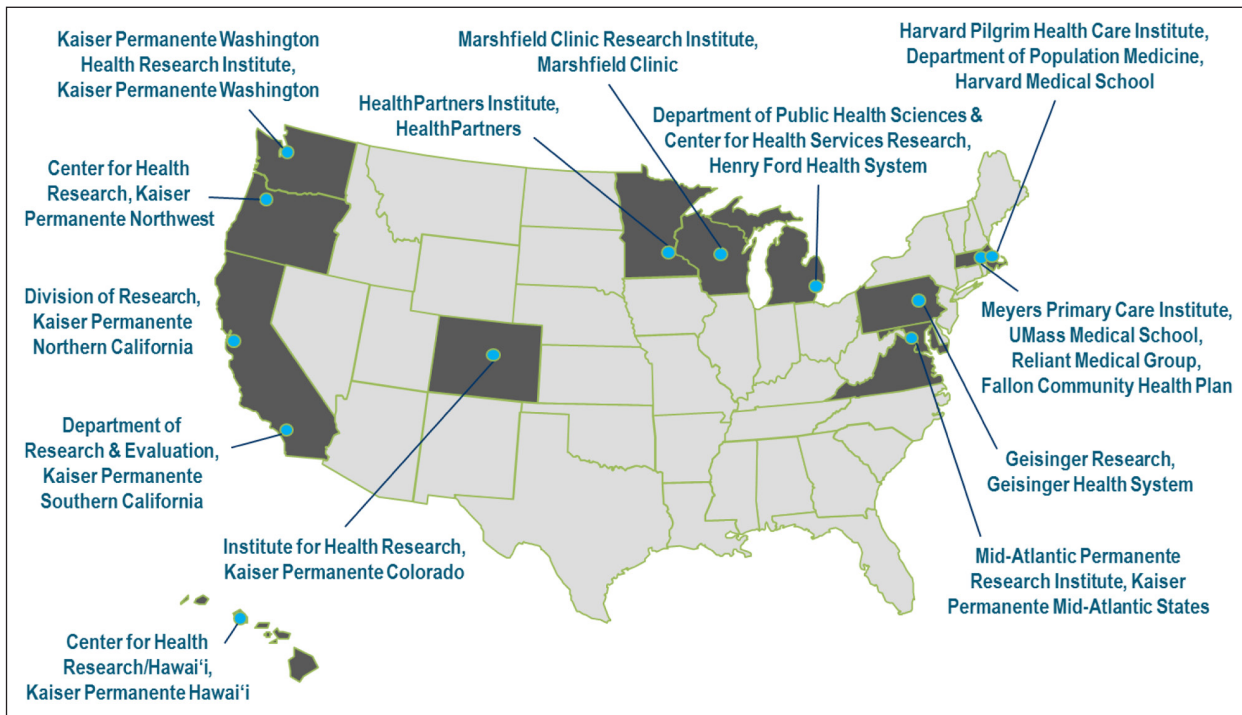 Kaiser Permanente Washington
Health Research Institute,
Kaiser Permanente Washington
Marshfield Clinic Research Institute,
Marshfield Clinic
Harvard Pilgrim Health Care Institute,
Department of Population Medicine,
Harvard Medical School
HealthPartners Institute,
HealthPartners
Department of Public Health Sciences &
Center for Health Services Research,
Henry Ford Health System
Center for Health
Research, Kaiser
Permanente Northwest
Division of Research,
Kaiser Permanente
Northern California
Meyers Primary Care Institute,
UMass Medical School,
Reliant Medical Group,
Fallon Community Health Plan
Department of
Research & Evaluation,
Kaiser Permanente
Southern California
Geisinger Research,
Geisinger Health System
Institute for Health Research,
Kaiser Permanente Colorado
Mid-Atlantic Permanente
Research Institute, Kaiser
Permanente Mid-Atlantic States
Center for Health
Research/Hawai‘i,
Kaiser Permanente Hawai‘i